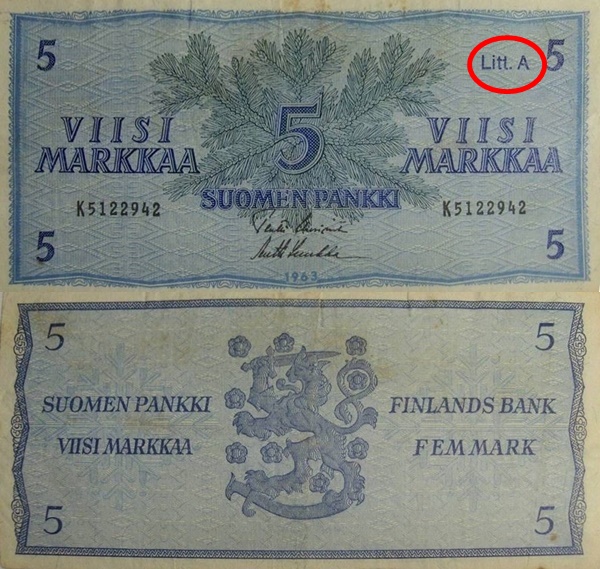 5 Litt. A 5
VIISI 5 VIISI
MARKKAA MARKKAA
SUOMEN PANKKI
K5122942 K5122942
5 5
1963
5 5
SUOMEN PANKKI FINLANDS BANK
VIISI MARKKAA FEM MARK
5 5